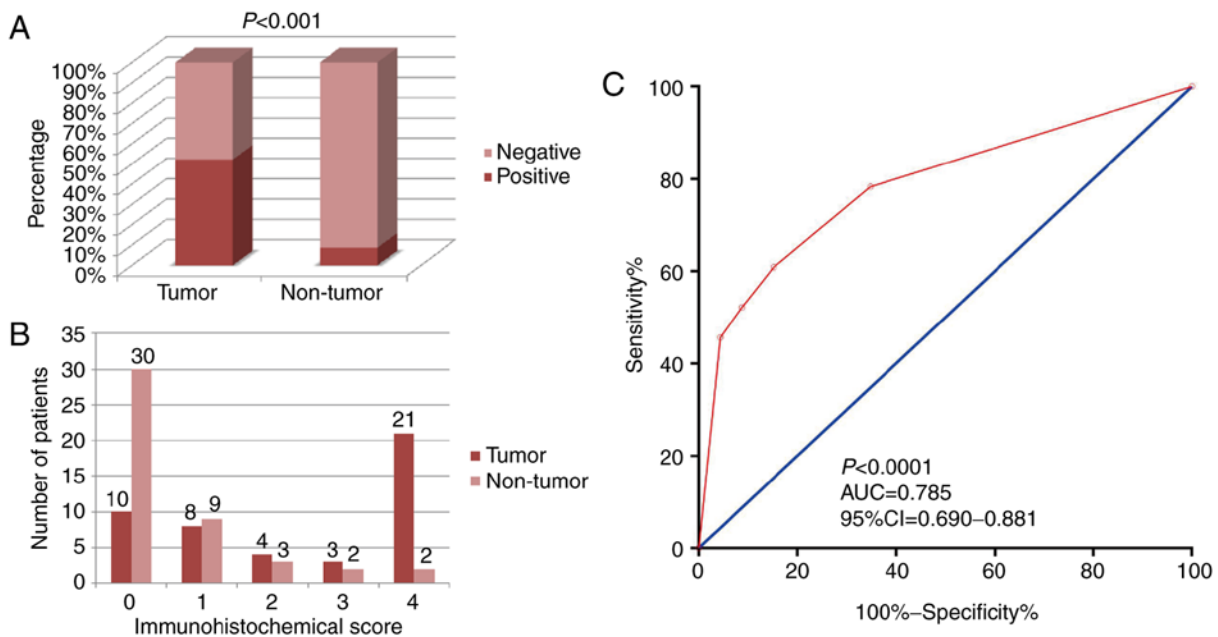 A
P<0.001
100%
90%
80%
70%
60%
50%
40%
30%
20%
10%
0%
Percentage
Tumor Non-tumor
Negative
Positive
B
35
30
25
20
15
10
5
0
Number of patients
10 30
8 9
4 3
3 2
21 2
0 1 2 3 4
Immunohistochemical score
Tumor
Non-tumor
C
100
80
60
40
20
0
Sensitivity%
P<0.0001
AUC=0.785
95%CI=0.690–0.881
0 20 40 60 80 100
100%–Specificity%